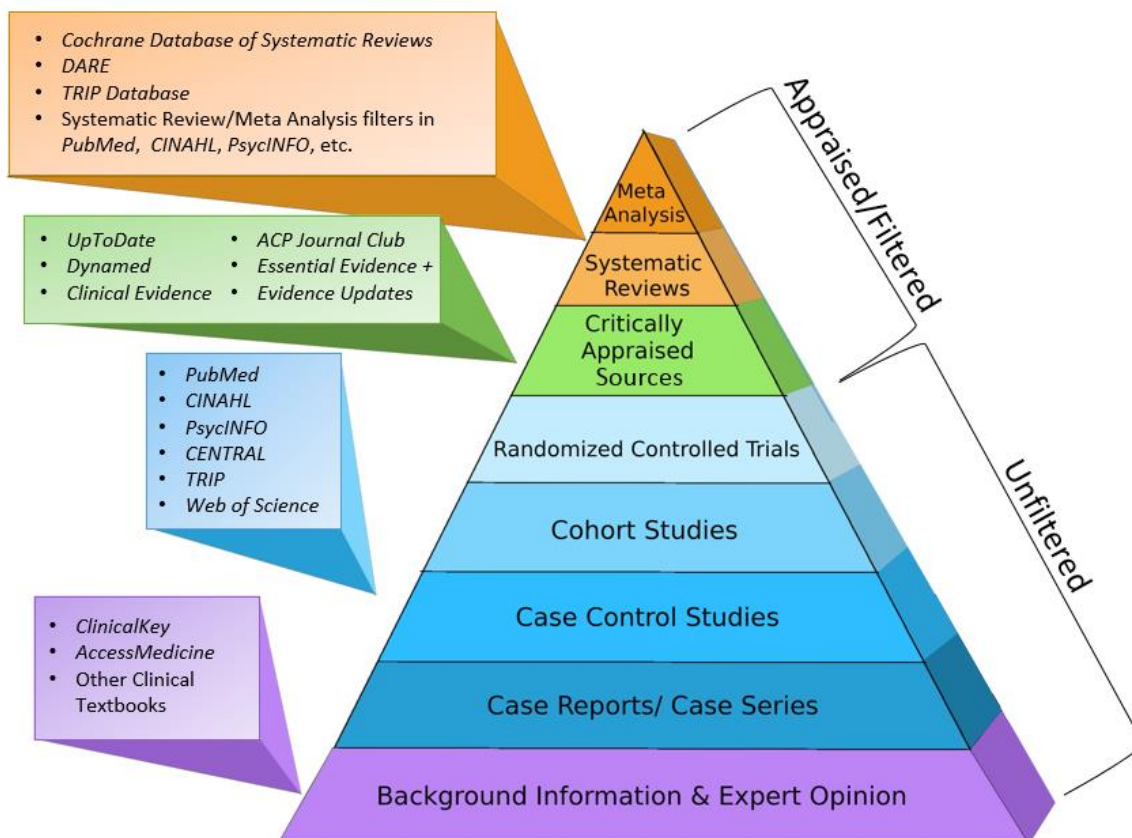 • Cochrane Database of Systematic Reviews
• DARE
• TRIP Database
• Systematic Review/Meta Analysis filters in
PubMed, CINAHL, PsycINFO, etc.
• UpToDate
• Dynamed
• Clinical Evidence
• ACP Journal Club
• Essential Evidence +
• Evidence Updates
• PubMed
• CINAHL
• PsycINFO
• CENTRAL
• TRIP
• Web of Science
• ClinicalKey
• AccessMedicine
• Other Clinical
Textbooks
Meta
Analysis
Systematic
Reviews
Critically
Appraised
Sources
Randomized Controlled Trials
Cohort Studies
Case Control Studies
Case Reports/ Case Series
Background Information & Expert Opinion
Appraised/Filtered
Unfiltered